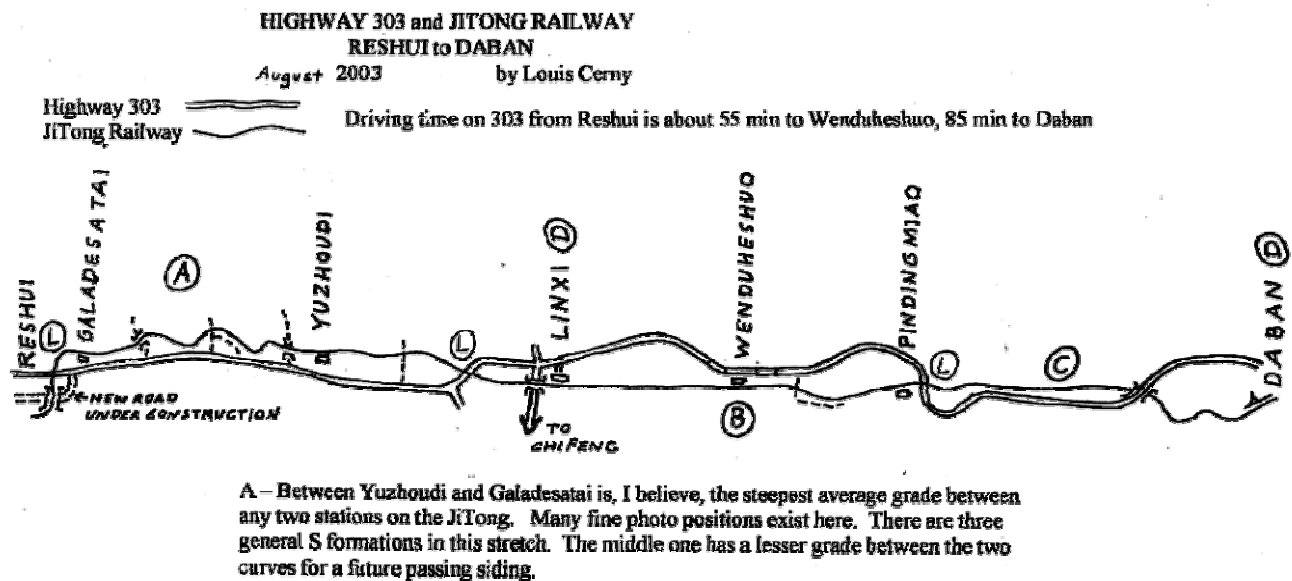 HIGHWAY 303 and JITONG RAILWAY
RESHUI to DABAN
August 2003 by Louis Cerny
Highway 303
JiTong Railway
Driving time on 303 from Reshui is about 55 min to Wenduheshuo, 85 min to Daban
RESHUI
L
GALADESATAI
A
YUZHOUDI
L
LINXI D
WENDUHESHUO
B
PINDINGMIAO
L
C
DABAN D
NEW ROAD
UNDER CONSTRUCTION
TO
CHIFENG
A – Between Yuzhoudi and Galadesatai is, I believe, the steepest average grade between
any two stations on the JiTong. Many fine photo positions exist here. There are three
general S formations in this stretch. The middle one has a lesser grade between the two
curves for a future passing siding.